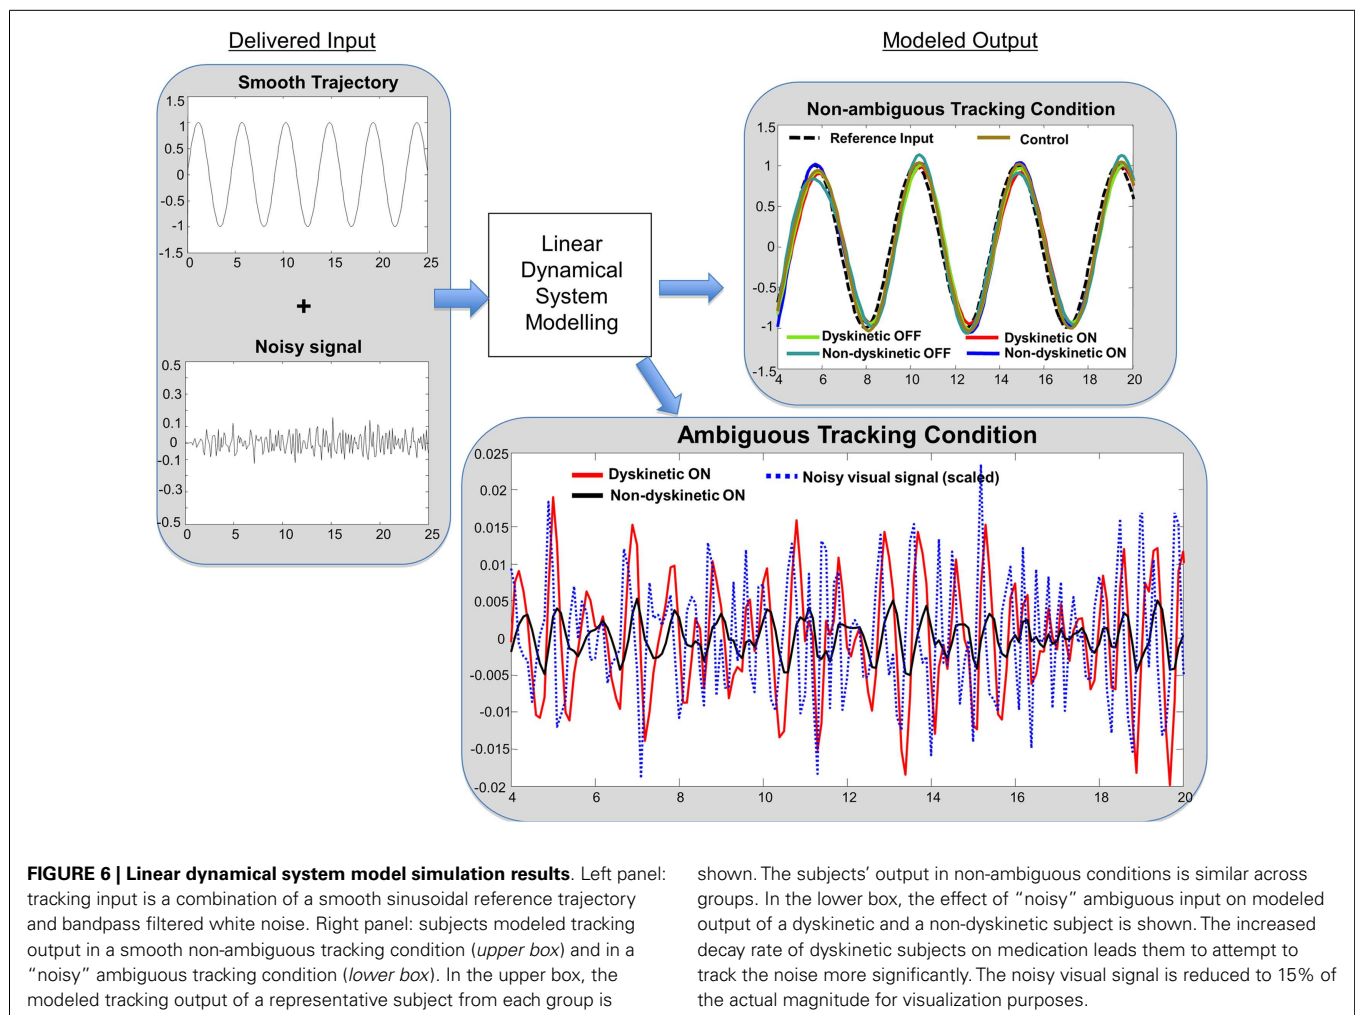 Delivered Input
Modeled Output
Smooth Trajectory
1.5
1
0.5
0
-0.5
-1
-1.5
0 5 10 15 20 25
+
Noisy signal
0.5
0.3
0.1
0
-0.1
-0.3
-0.5
0 5 10 15 20 25
Linear
Dynamical
System
Modelling
Non-ambiguous Tracking Condition
1.5
1
0.5
0
-0.5
-1
-1.5
Reference Input Control
Dyskinetic OFF Dyskinetic ON
Non-dyskinetic OFF Non-dyskinetic ON
4 6 8 10 12 14 16 18 20
Ambiguous Tracking Condition
0.025
0.02
0.015
0.01
0.005
0
-0.005
-0.01
-0.015
-0.02
Dyskinetic ON Noisy visual signal (scaled)
Non-dyskinetic ON
4 6 8 10 12 14 16 18 20
FIGURE 6 | Linear dynamical system model simulation results. Left panel:
tracking input is a combination of a smooth sinusoidal reference trajectory
and bandpass filtered white noise. Right panel: subjects modeled tracking
output in a smooth non-ambiguous tracking condition (upper box) and in a
“noisy” ambiguous tracking condition (lower box). In the upper box, the
modeled tracking output of a representative subject from each group is
shown. The subjects’ output in non-ambiguous conditions is similar across
groups. In the lower box, the effect of “noisy” ambiguous input on modeled
output of a dyskinetic and a non-dyskinetic subject is shown. The increased
decay rate of dyskinetic subjects on medication leads them to attempt to
track the noise more significantly. The noisy visual signal is reduced to 15% of
the actual magnitude for visualization purposes.